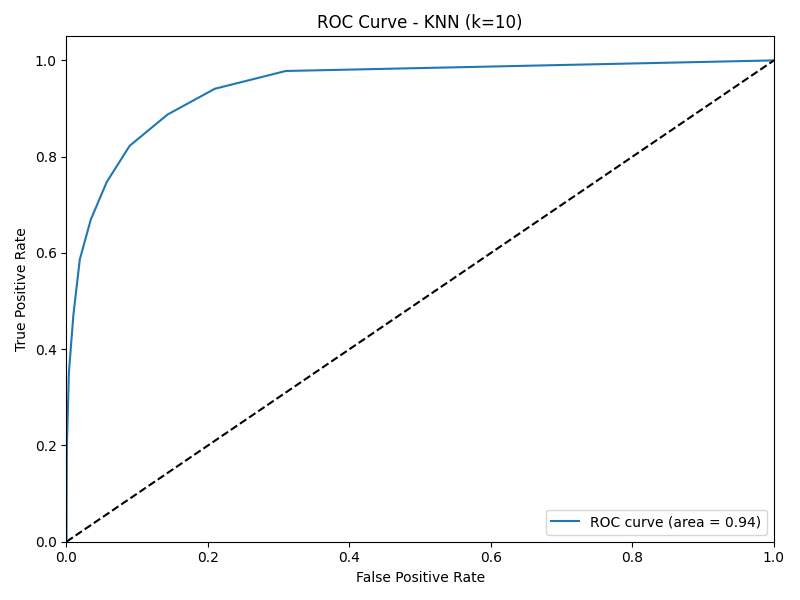 ROC Curve - KNN (k=10)
1.0
0.8
0.6
0.4
0.2
0.0
True Positive Rate
0.0 0.2 0.4 0.6 0.8 1.0
False Positive Rate
ROC curve (area = 0.94)